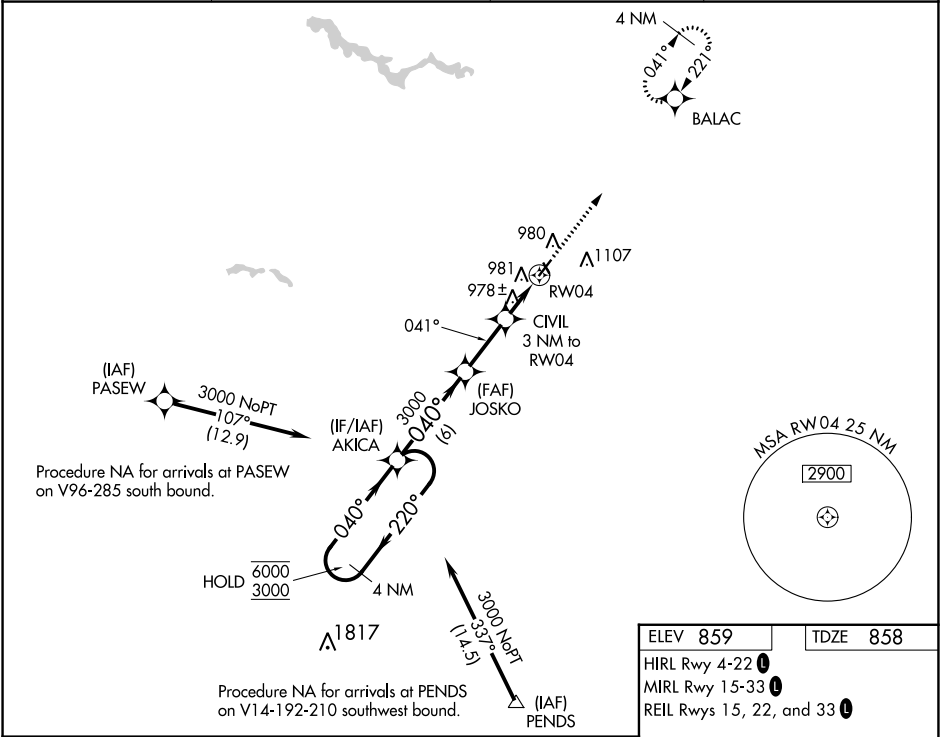 4 NM
041°
221°
BALAC
980
1107
981
978±
RW04
CIVIL
3 NM to
RW04
041°
(FAF)
JOSKO
(IAF)
PASEW
3000 NoPT
107°
(12.9)
(IF/IAF)
AKICA
3000
040°
(6)
Procedure NA for arrivals at PASEW
on V96-285 south bound.
040°
220°
HOLD
6000
3000
4 NM
1817
3000 NoPT
337°
(14.5)
(IAF)
PENDS
Procedure NA for arrivals at PENDS
on V14-192-210 southwest bound.
MSA RW04 25 NM
2900
ELEV 859
TDZE 858
HIRL Rwy 4-22 L
MIRL Rwy 15-33 L
REIL Rwys 15, 22, and 33 L